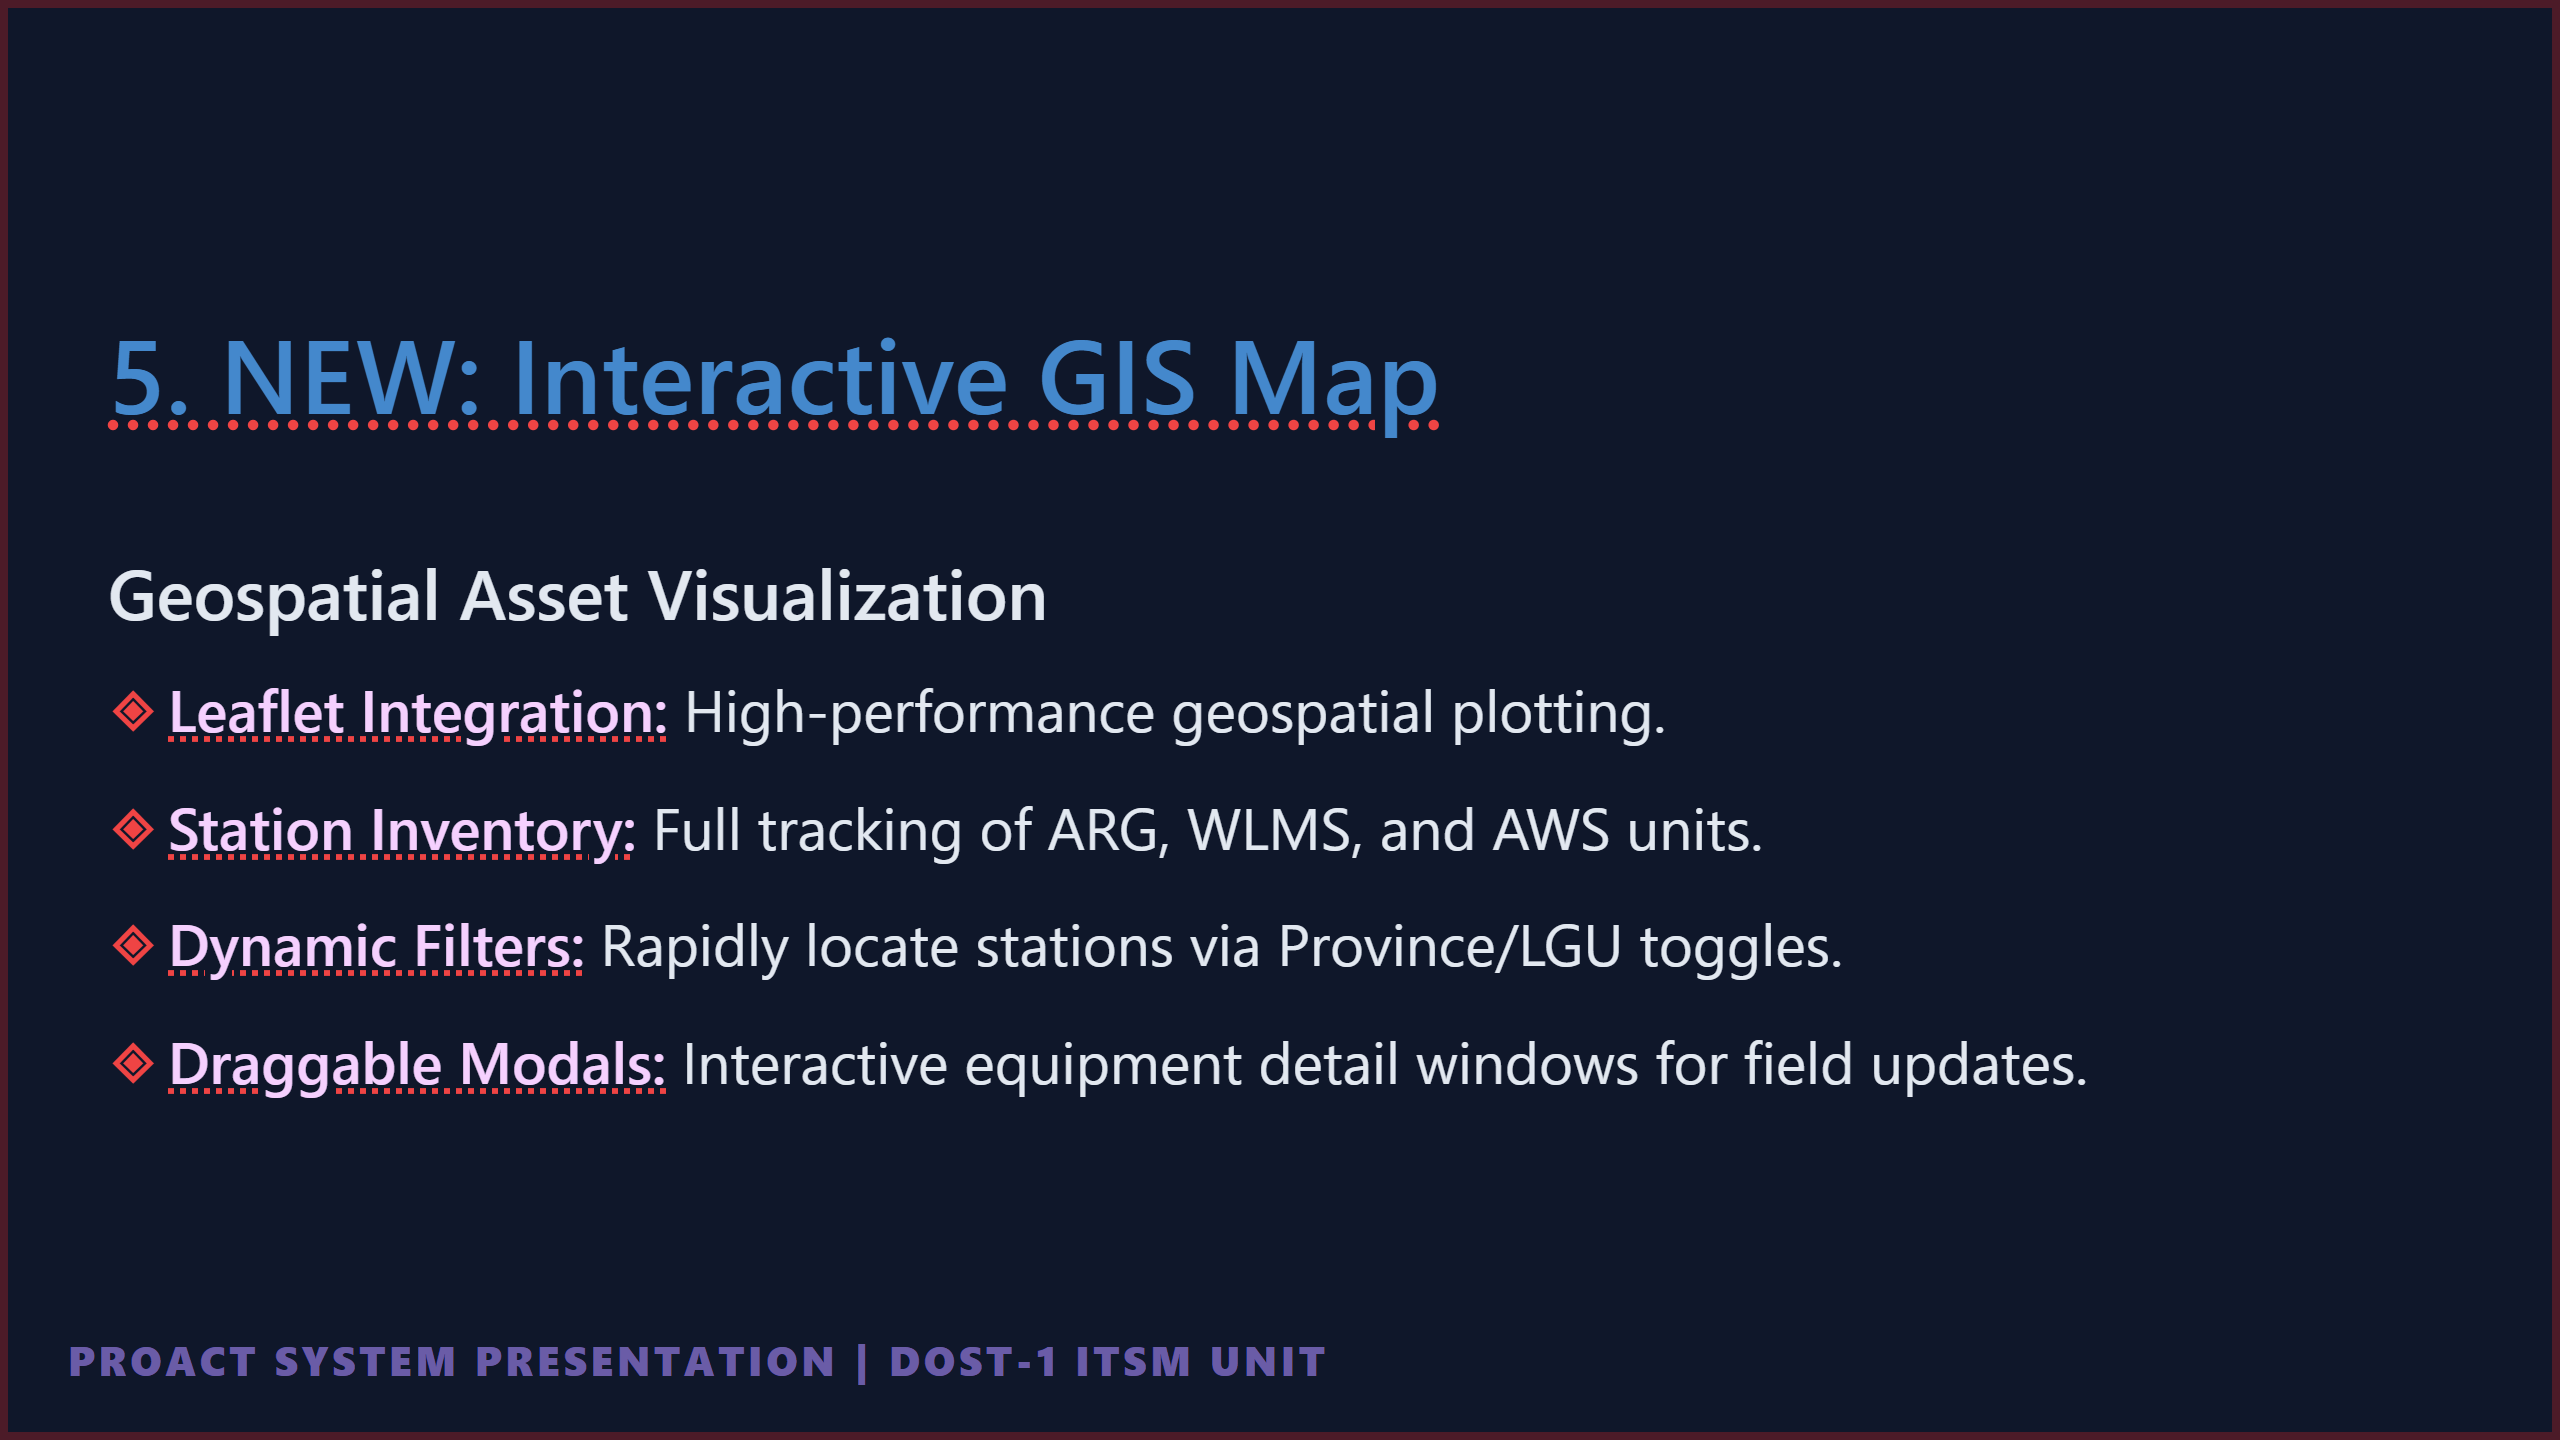 5. NEW: Interactive GIS Map
Geospatial Asset Visualization
Leaflet Integration: High-performance geospatial plotting.
Station Inventory: Full tracking of ARG, WLMS, and AWS units.
Dynamic Filters: Rapidly locate stations via Province/LGU toggles.
Draggable Modals: Interactive equipment detail windows for field updates.
PROACT SYSTEM PRESENTATION | DOST-1 ITSM UNIT